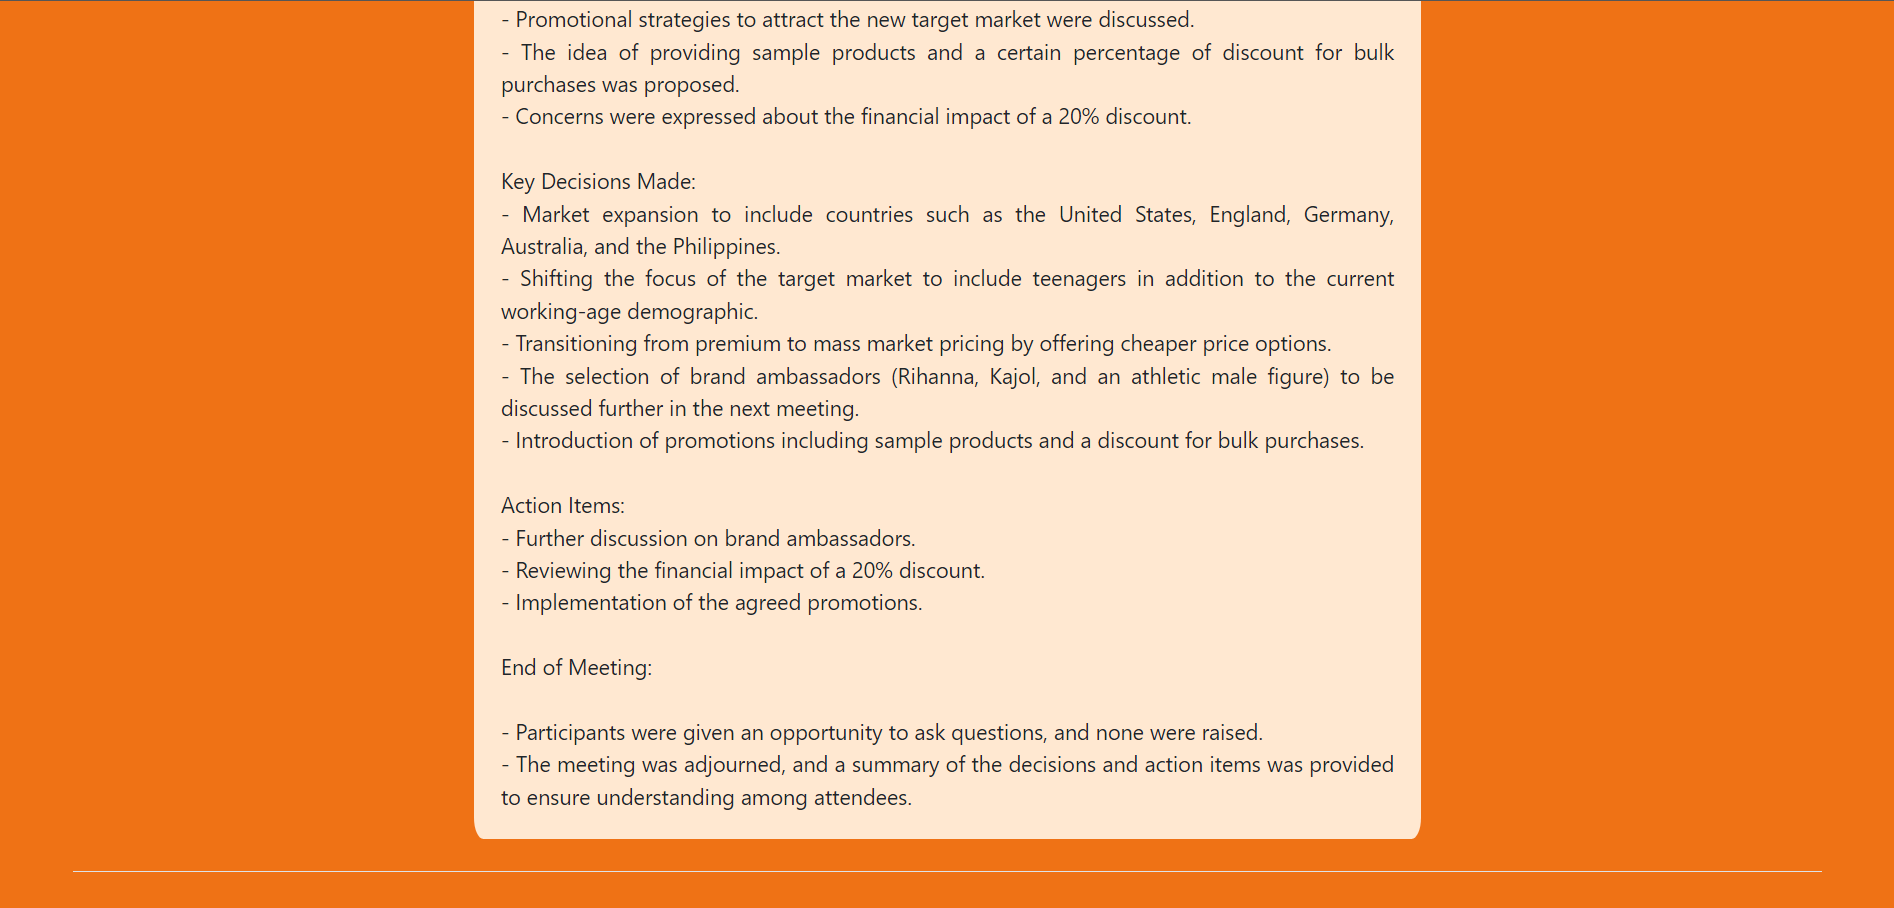 - Promotional strategies to attract the new target market were discussed.
- The idea of providing sample products and a certain percentage of discount for bulk
purchases was proposed.
- Concerns were expressed about the financial impact of a 20% discount.
Key Decisions Made:
- Market expansion to include countries such as the United States, England, Germany,
Australia, and the Philippines.
- Shifting the focus of the target market to include teenagers in addition to the current
working-age demographic.
- Transitioning from premium to mass market pricing by offering cheaper price options.
- The selection of brand ambassadors (Rihanna, Kajol, and an athletic male figure) to be
discussed further in the next meeting.
- Introduction of promotions including sample products and a discount for bulk purchases.
Action Items:
- Further discussion on brand ambassadors.
- Reviewing the financial impact of a 20% discount.
- Implementation of the agreed promotions.
End of Meeting:
- Participants were given an opportunity to ask questions, and none were raised.
- The meeting was adjourned, and a summary of the decisions and action items was provided
to ensure understanding among attendees.